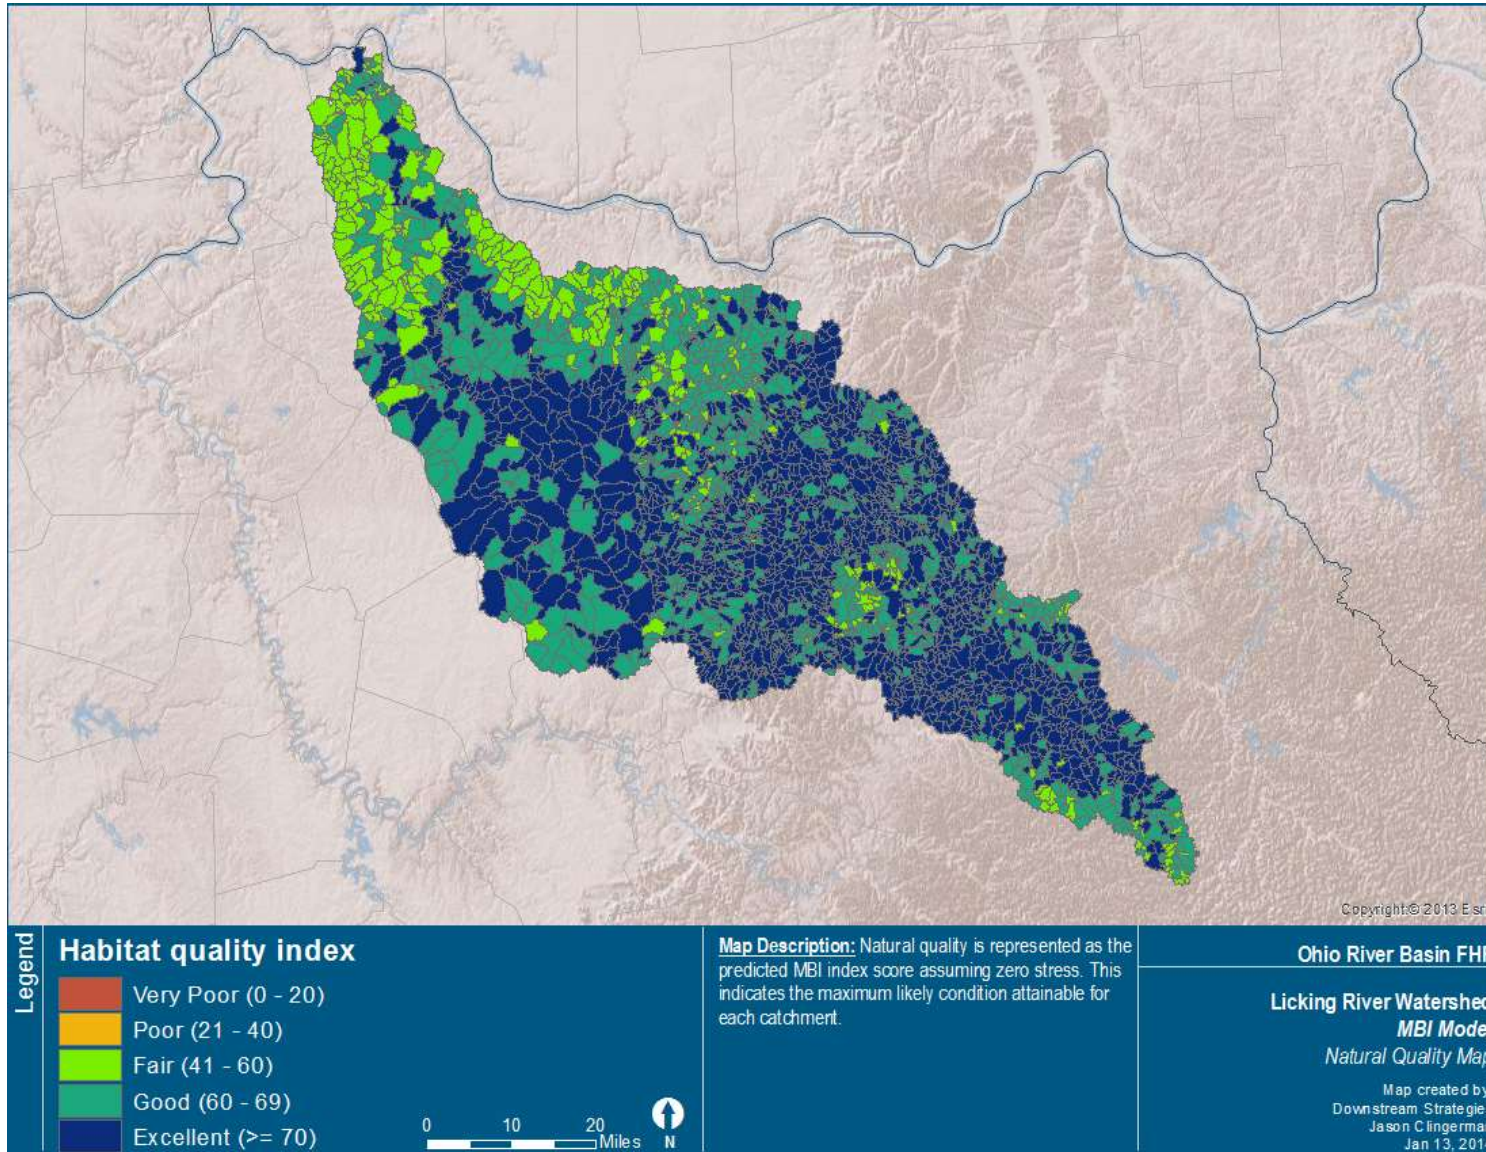 Copyright:© 2013 Esr
Legend
Habitat quality index
Very Poor (0 - 20)
Poor (21 - 40)
Fair (41 - 60)
Good (60 - 69)
Excellent (>= 70)
0 10 20
Miles
N
Map Description: Natural quality is represented as the
predicted MBI index score assuming zero stress. This
indicates the maximum likely condition attainable for
each catchment.
Ohio River Basin FH
Licking River Watershe
MBI Mode
Natural Quality Ma
Map created by
Downstream Strategie
Jason Clingerma
Jan 13, 201